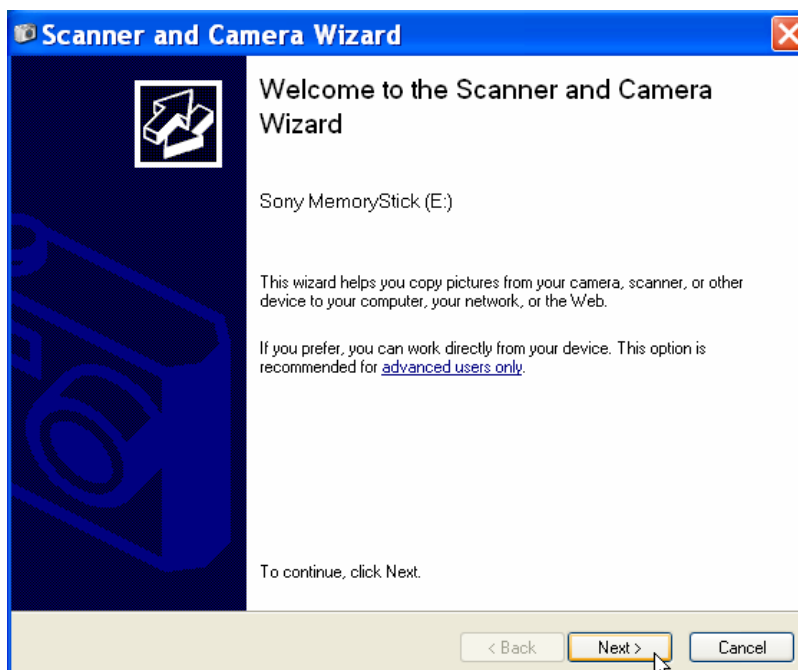 Scanner and Camera Wizard
Welcome to the Scanner and Camera
Wizard
Sony MemoryStick (E:)
This wizard helps you copy pictures from your camera, scanner, or other
device to your computer, your network, or the Web.
If you prefer, you can work directly from your device. This option is
recommended for advanced users only.
To continue, click Next.
< Back Next > Cancel